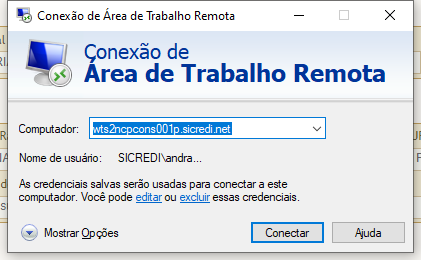 Conexão de Área de Trabalho Remota
Conexão de
Área de Trabalho Remota
Computador: wts2ncpcons001p.sicredi.net
Nome de usuário: SICREDI\andra...
As credenciais salvas serão usadas para conectar a este
computador. Você pode editar ou excluir essas credenciais.
Mostrar Opções Conectar Ajuda